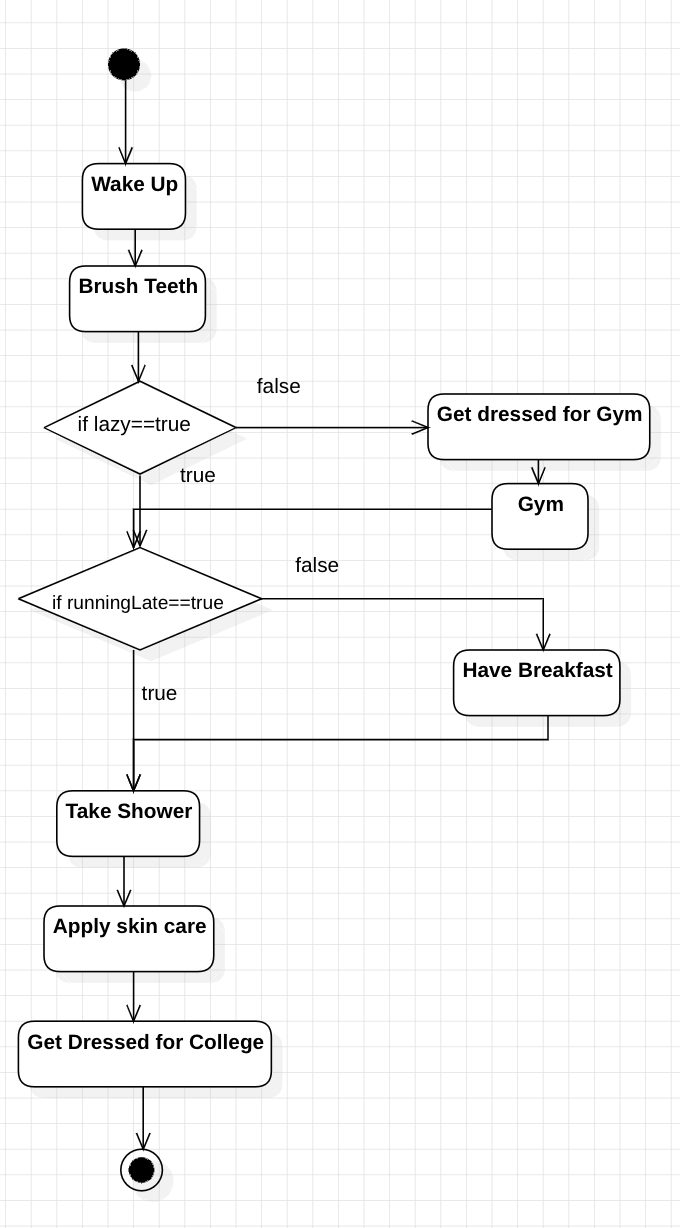 Wake Up
Brush Teeth
false
if lazy==true
Get dressed for Gym
true
Gym
false
if runningLate==true
Have Breakfast
true
Take Shower
Apply skin care
Get Dressed for College